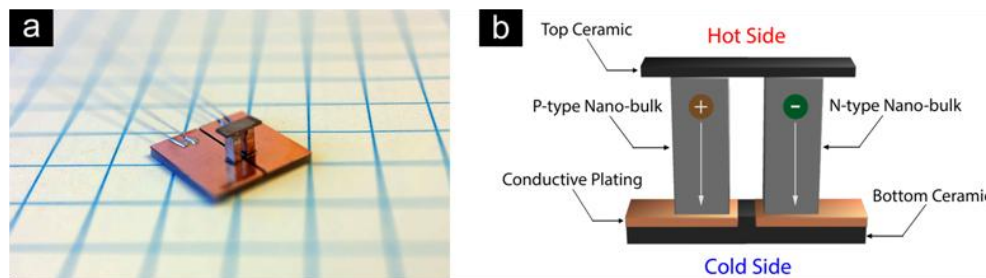 a
b
Top Ceramic
Hot Side
P-type Nano-bulk
+
-
N-type Nano-bulk
Conductive Plating
Bottom Ceramic
Cold Side